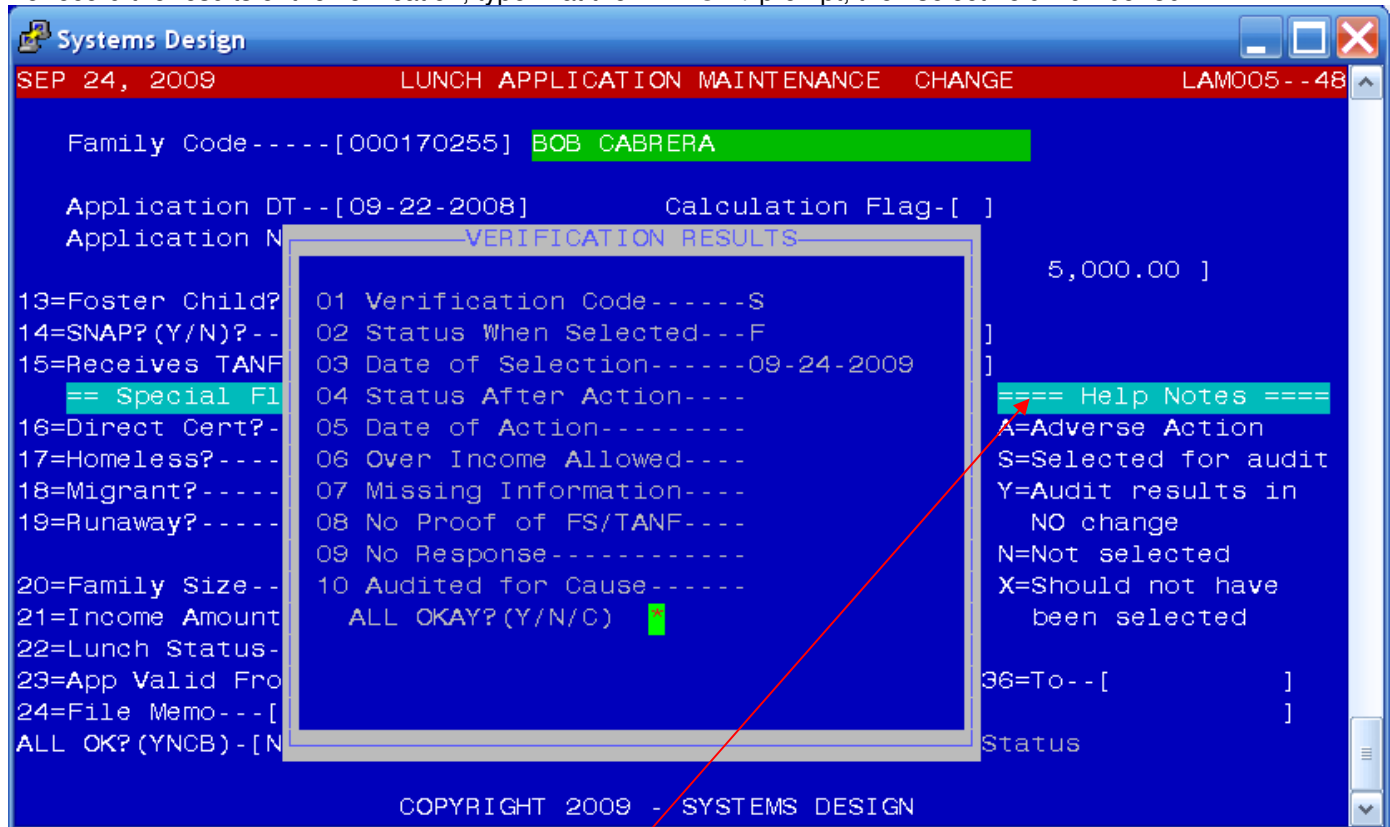 Systems Design
SEP 24, 2009 LUNCH APPLICATION MAINTENANCE CHANGE LAM005--48
Family Code-----[000170255] BOB CABRERA
Application DT--[09-22-2008] Calculation Flag-[ ]
Application N
VERIFICATION RESULTS
5,000.00 ]
13=Foster Child? 01 Verification Code------S
14=SNAP?(Y/N)?-- 02 Status When Selected---F ]
15=Receives TANF 03 Date of Selection------09-24-2009 ]
== Special Fl 04 Status After Action---- ==== Help Notes ====
16=Direct Cert?- 05 Date of Action--------- A=Adverse Action
17=Homeless?---- 06 Over Income Allowed---- S=Selected for audit
18=Migrant?----- 07 Missing Information---- Y=Audit results in
19=Runaway?----- 08 No Proof of FS/TANF---- NO change
09 No Response------------ N=Not selected
20=Family Size-- 10 Audited for Cause------ X=Should not have
21=Income Amount ALL OKAY?(Y/N/C) * been selected
22=Lunch Status-
23=App Valid Fro 36=To--[ ]
24=File Memo---[ ]
ALL OK?(YNCB)-[N Status
COPYRIGHT 2009 - SYSTEMS DESIGN